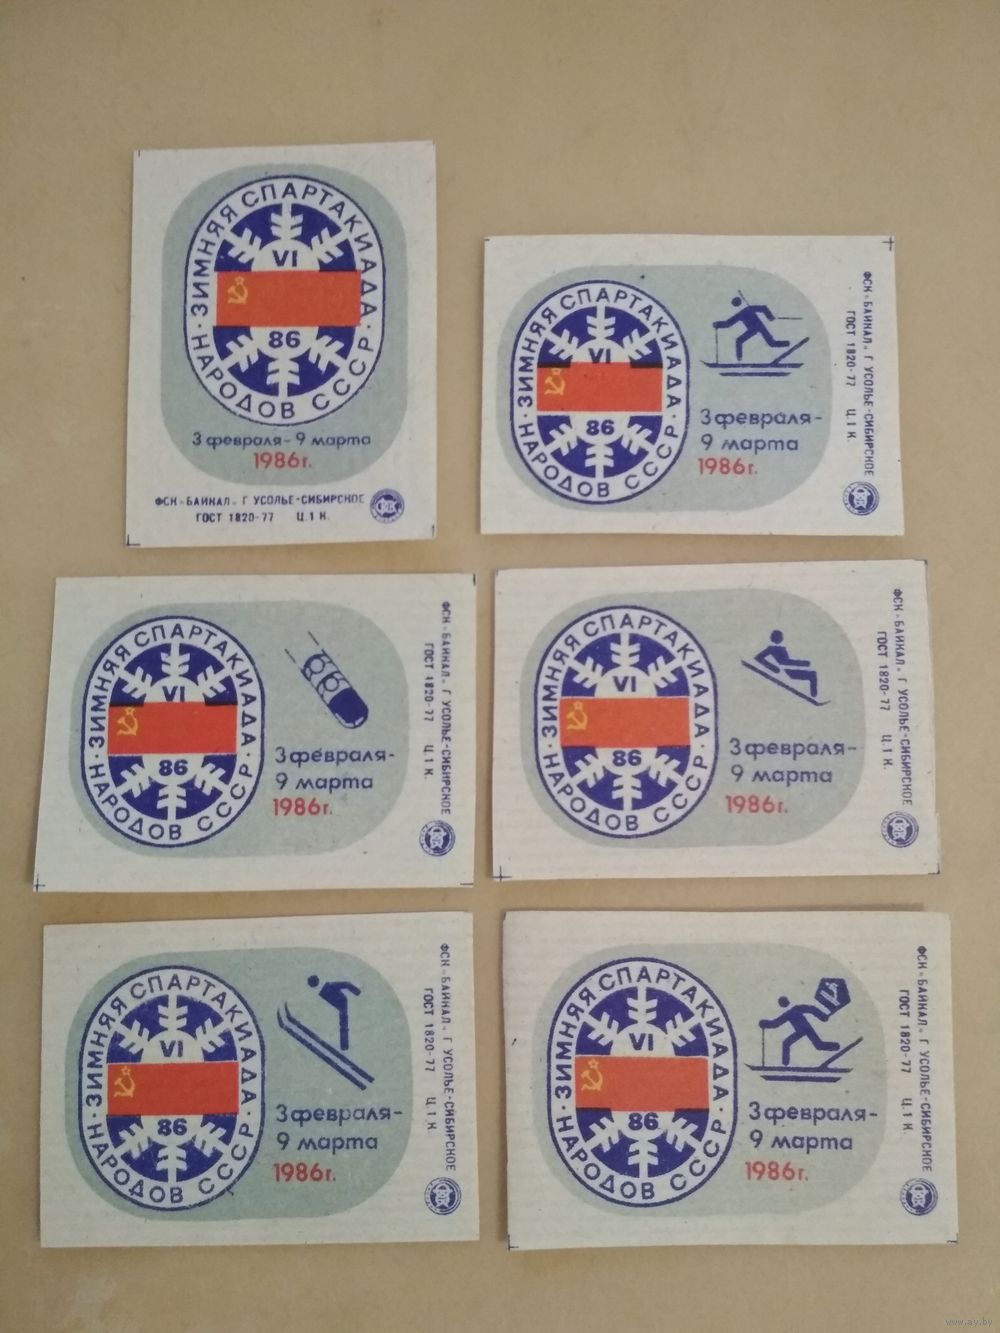 ЗИМНЯЯ СПАРТАКИАДА
НАРОДОВ СССР
VI
86
3 февраля - 9 марта
1986г.
ФСК "БАЙКАЛ" Г УСОЛЬЕ-СИБИРСКОЕ
ГОСТ 1820-77 Ц.1 К.
ЗИМНЯЯ СПАРТАКИАДА
НАРОДОВ СССР
VI
86
3 февраля -
9 марта
1986г.
ФСК "БАЙКАЛ" Г УСОЛЬЕ-СИБИРСКОЕ
ГОСТ 1820-77 Ц.1 К.
ЗИМНЯЯ СПАРТАКИАДА
НАРОДОВ СССР
VI
86
3 февраля -
9 марта
1986г.
ФСК "БАЙКАЛ" Г УСОЛЬЕ-СИБИРСКОЕ
ГОСТ 1820-77 Ц.1 К.
ЗИМНЯЯ СПАРТАКИАДА
НАРОДОВ СССР
VI
86
3 февраля -
9 марта
1986г.
ФСК "БАЙКАЛ" Г УСОЛЬЕ-СИБИРСКОЕ
ГОСТ 1820-77 Ц.1 К.
ЗИМНЯЯ СПАРТАКИАДА
НАРОДОВ СССР
VI
86
3 февраля -
9 марта
1986г.
ФСК "БАЙКАЛ" Г УСОЛЬЕ-СИБИРСКОЕ
ГОСТ 1820-77 Ц.1 К.
ЗИМНЯЯ СПАРТАКИАДА
НАРОДОВ СССР
VI
86
3 февраля -
9 марта
1986г.
ФСК "БАЙКАЛ" Г УСОЛЬЕ-СИБИРСКОЕ
ГОСТ 1820-77 Ц.1 К.
www.ay.by